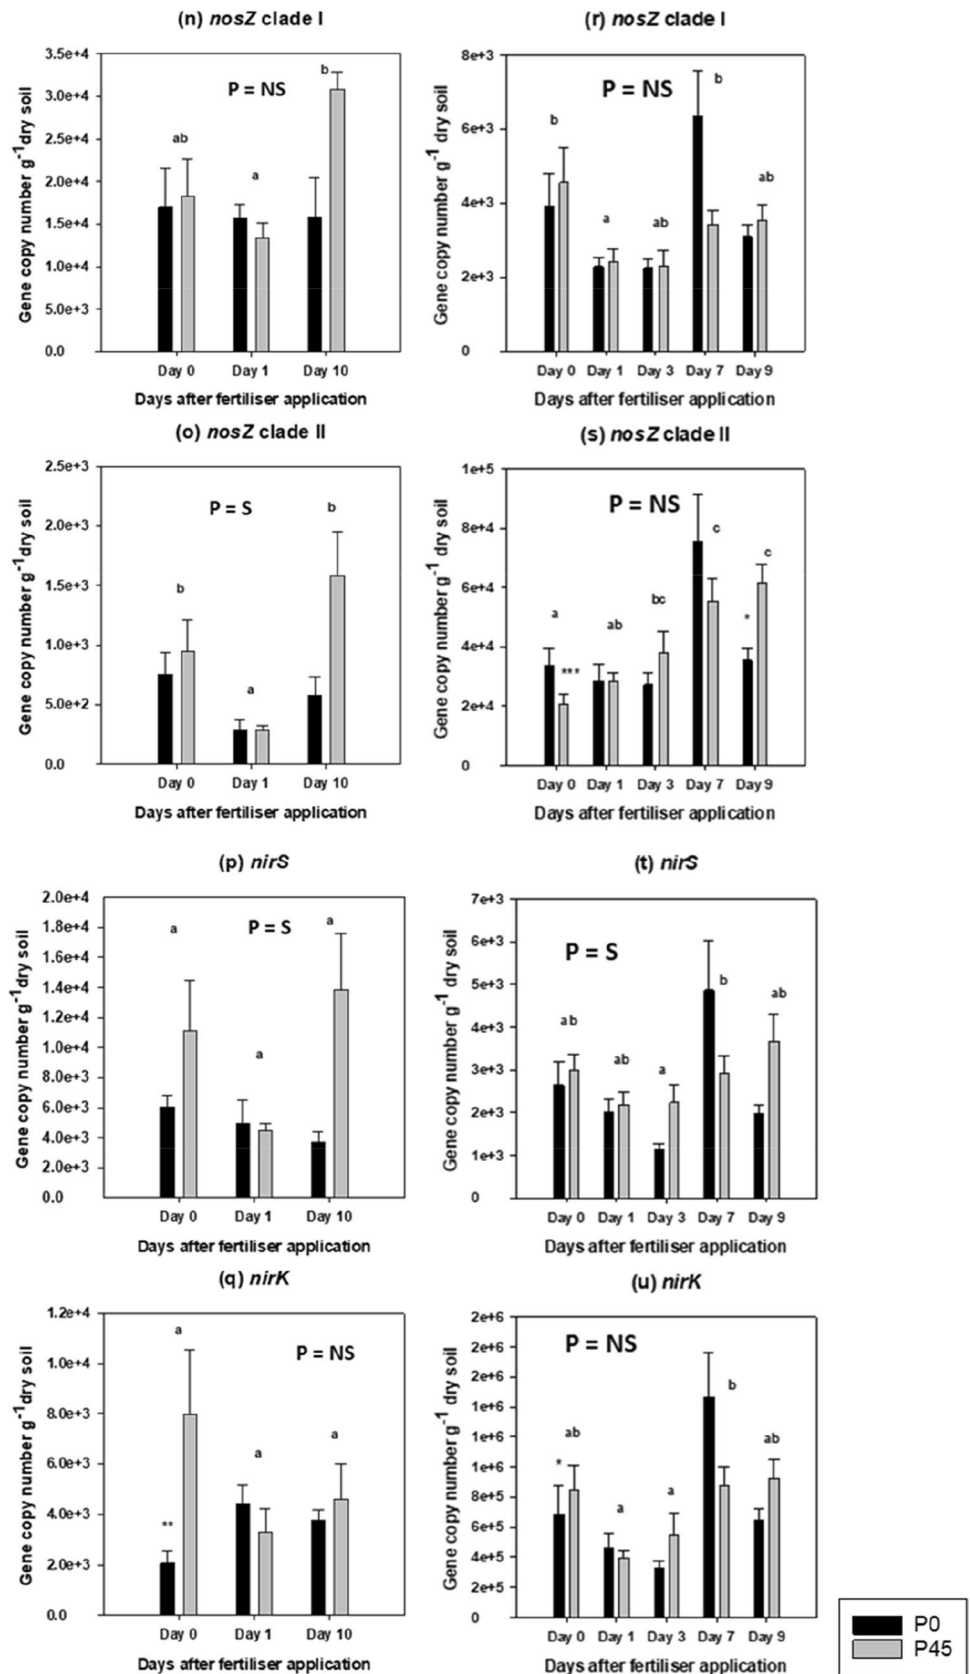 (n) nosZ clade I
Gene copy number g-1dry soil
3.5e+4
3.0e+4
2.5e+4
2.0e+4
1.5e+4
1.0e+4
5.0e+3
0.0
P = NS
ab
a
b
Day 0 Day 1 Day 10
Days after fertiliser application
(r) nosZ clade I
Gene copy number g-1 dry soil
8e+3
6e+3
4e+3
2e+3
0
P = NS
b
a
ab
b
ab
Day 0 Day 1 Day 3 Day 7 Day 9
Days after fertiliser application
(o) nosZ clade II
Gene copy number g-1dry soil
2.5e+3
2.0e+3
1.5e+3
1.0e+3
5.0e+2
0.0
P = S
b
a
b
Day 0 Day 1 Day 10
Days after fertiliser application
(s) nosZ clade II
Gene copy number g-1 dry soil
1e+5
8e+4
6e+4
4e+4
2e+4
0
P = NS
a
***
ab
bc
c
*
c
Day 0 Day 1 Day 3 Day 7 Day 9
Days after fertiliser application
(p) nirS
Gene copy number g-1dry soil
2.0e+4
1.8e+4
1.6e+4
1.4e+4
1.2e+4
1.0e+4
8.0e+3
6.0e+3
4.0e+3
2.0e+3
0.0
P = S
a
a
a
Day 0 Day 1 Day 10
Days after fertiliser application
(t) nirS
Gene copy number g-1 dry soil
7e+3
6e+3
5e+3
4e+3
3e+3
2e+3
1e+3
0
P = S
ab
ab
a
b
ab
Day 0 Day 1 Day 3 Day 7 Day 9
Days after fertiliser application
(q) nirK
Gene copy number g-1dry soil
1.2e+4
1.0e+4
8.0e+3
6.0e+3
4.0e+3
2.0e+3
0.0
P = NS
**
a
a
a
Day 0 Day 1 Day 10
Days after fertiliser application
(u) nirK
Gene copy number g-1 dry soil
2e+6
2e+6
2e+6
1e+6
1e+6
1e+6
8e+5
6e+5
4e+5
2e+5
0
P = NS
*
ab
a
a
b
ab
Day 0 Day 1 Day 3 Day 7 Day 9
Days after fertiliser application
P0
P45